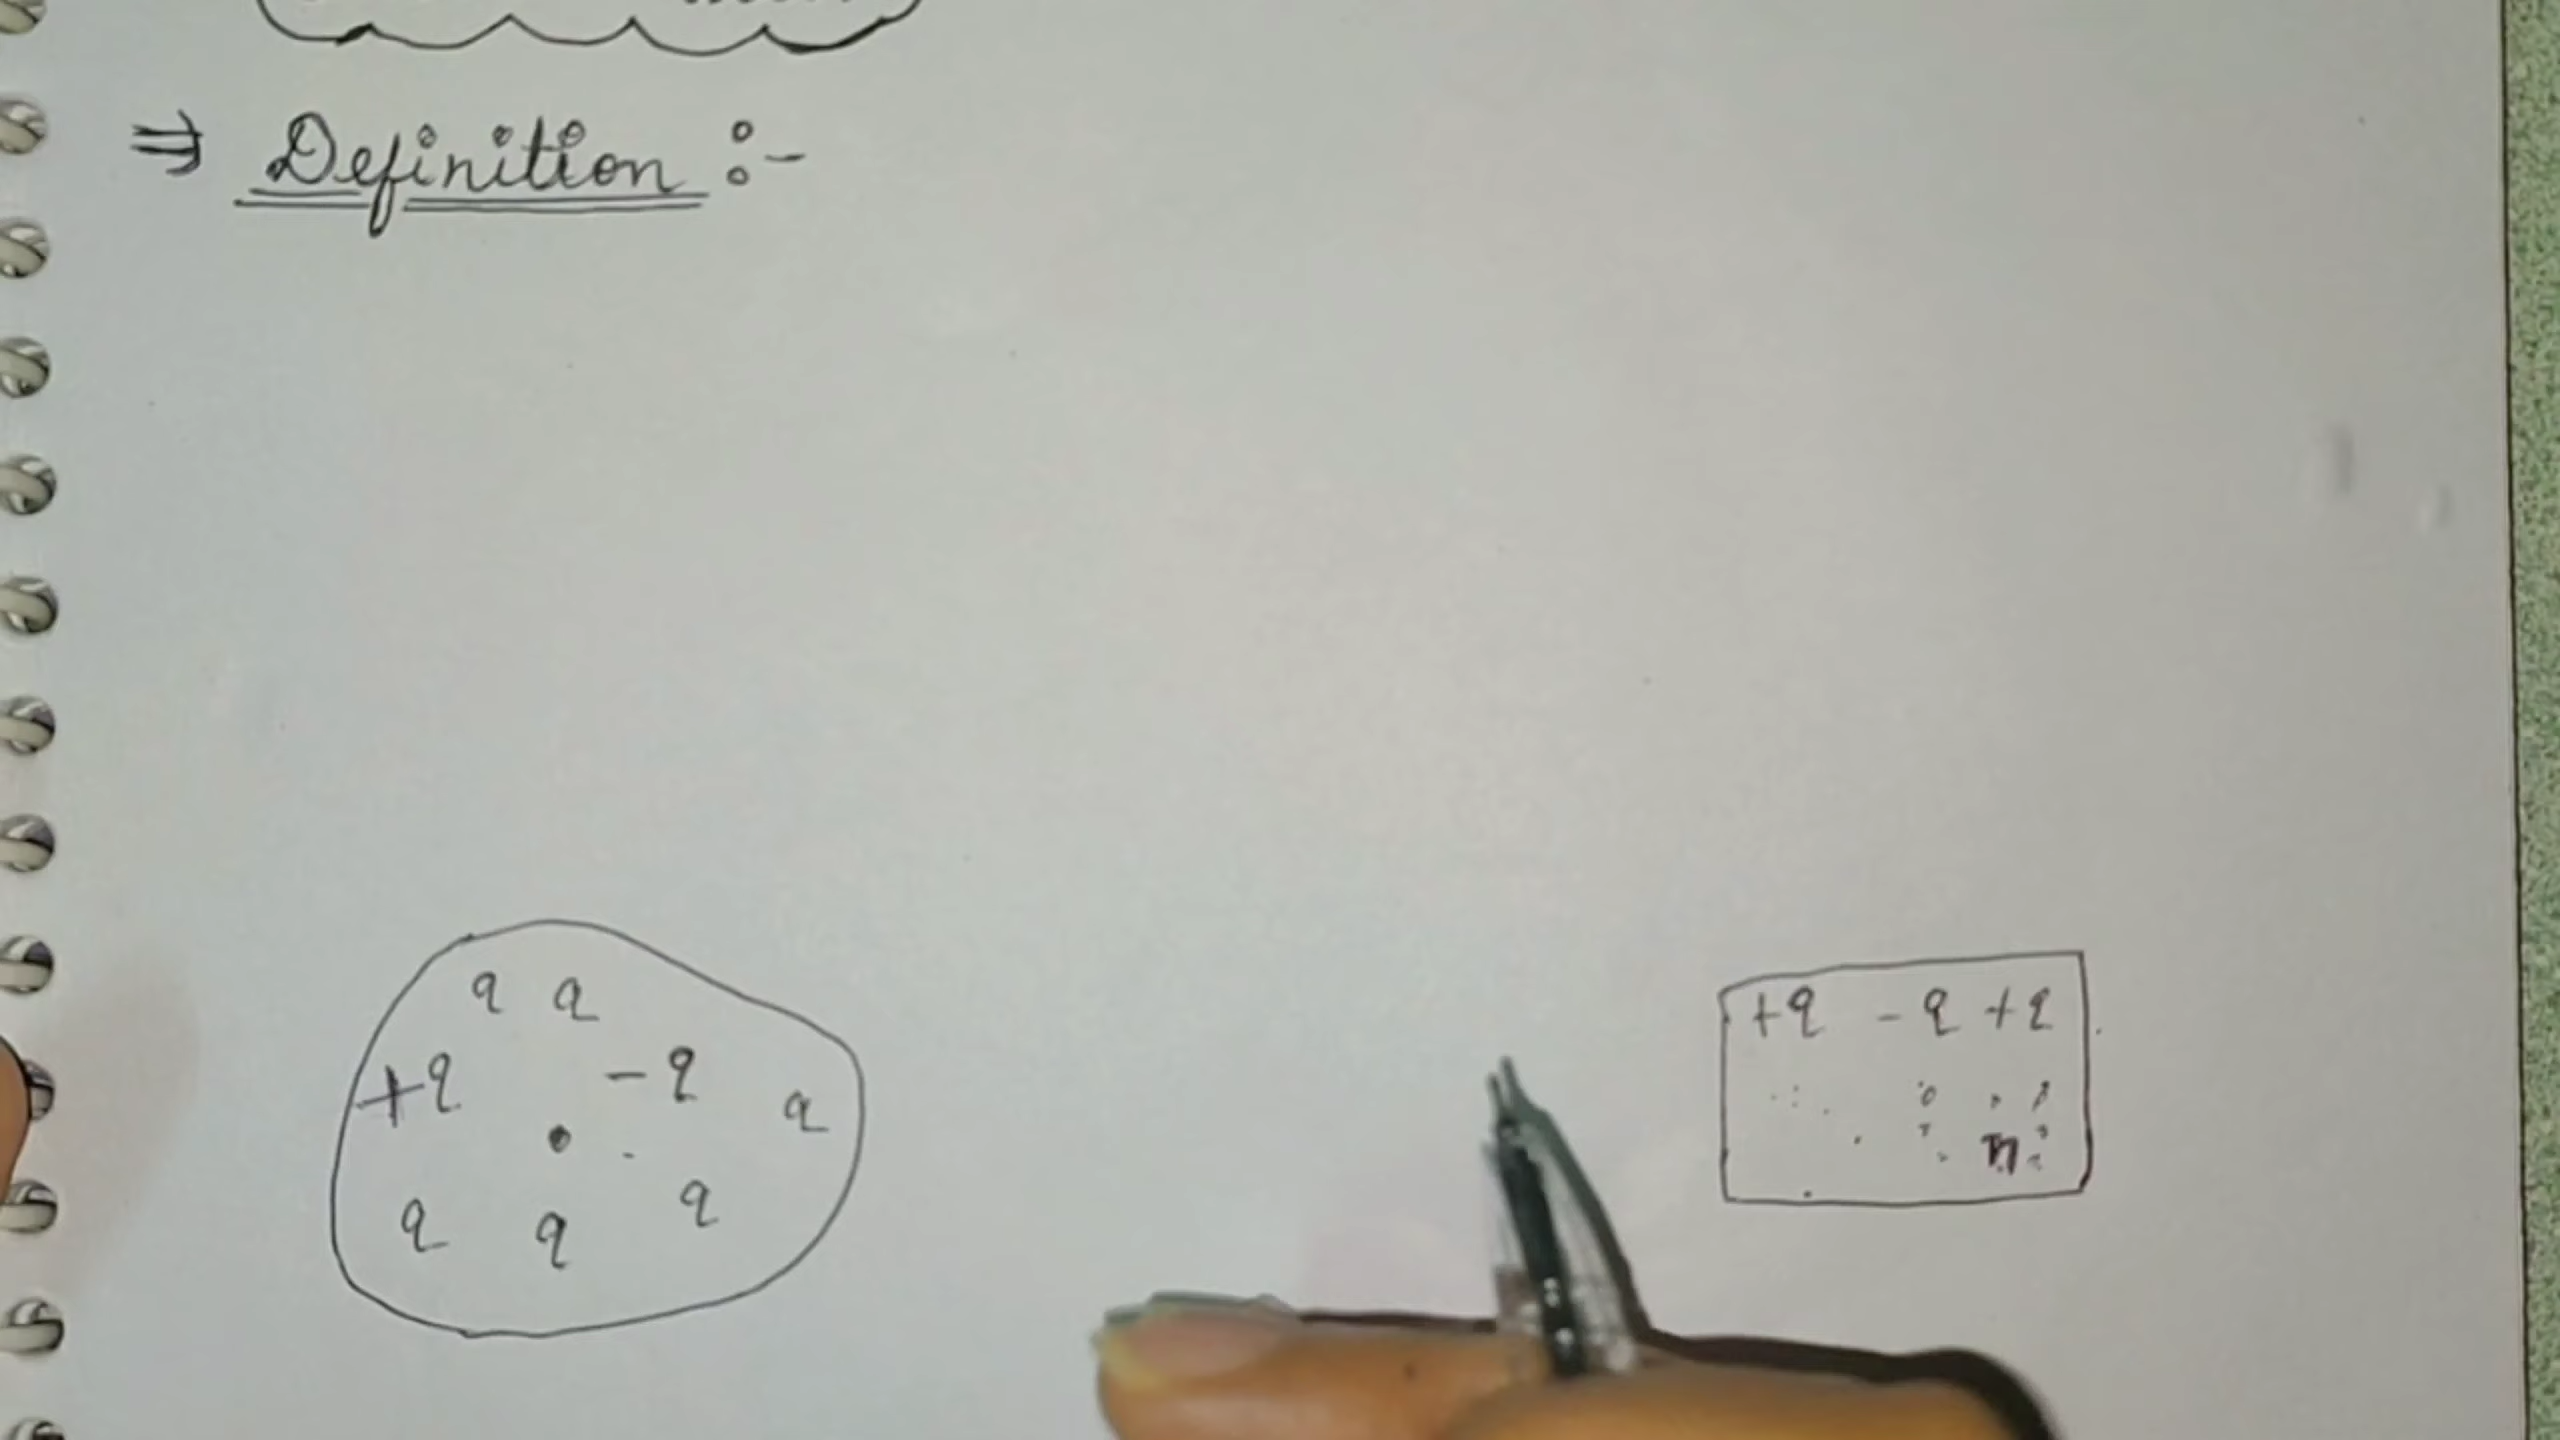 ⇒ Definition :-
q q
+q - q q
q q q
+q - q + q
n